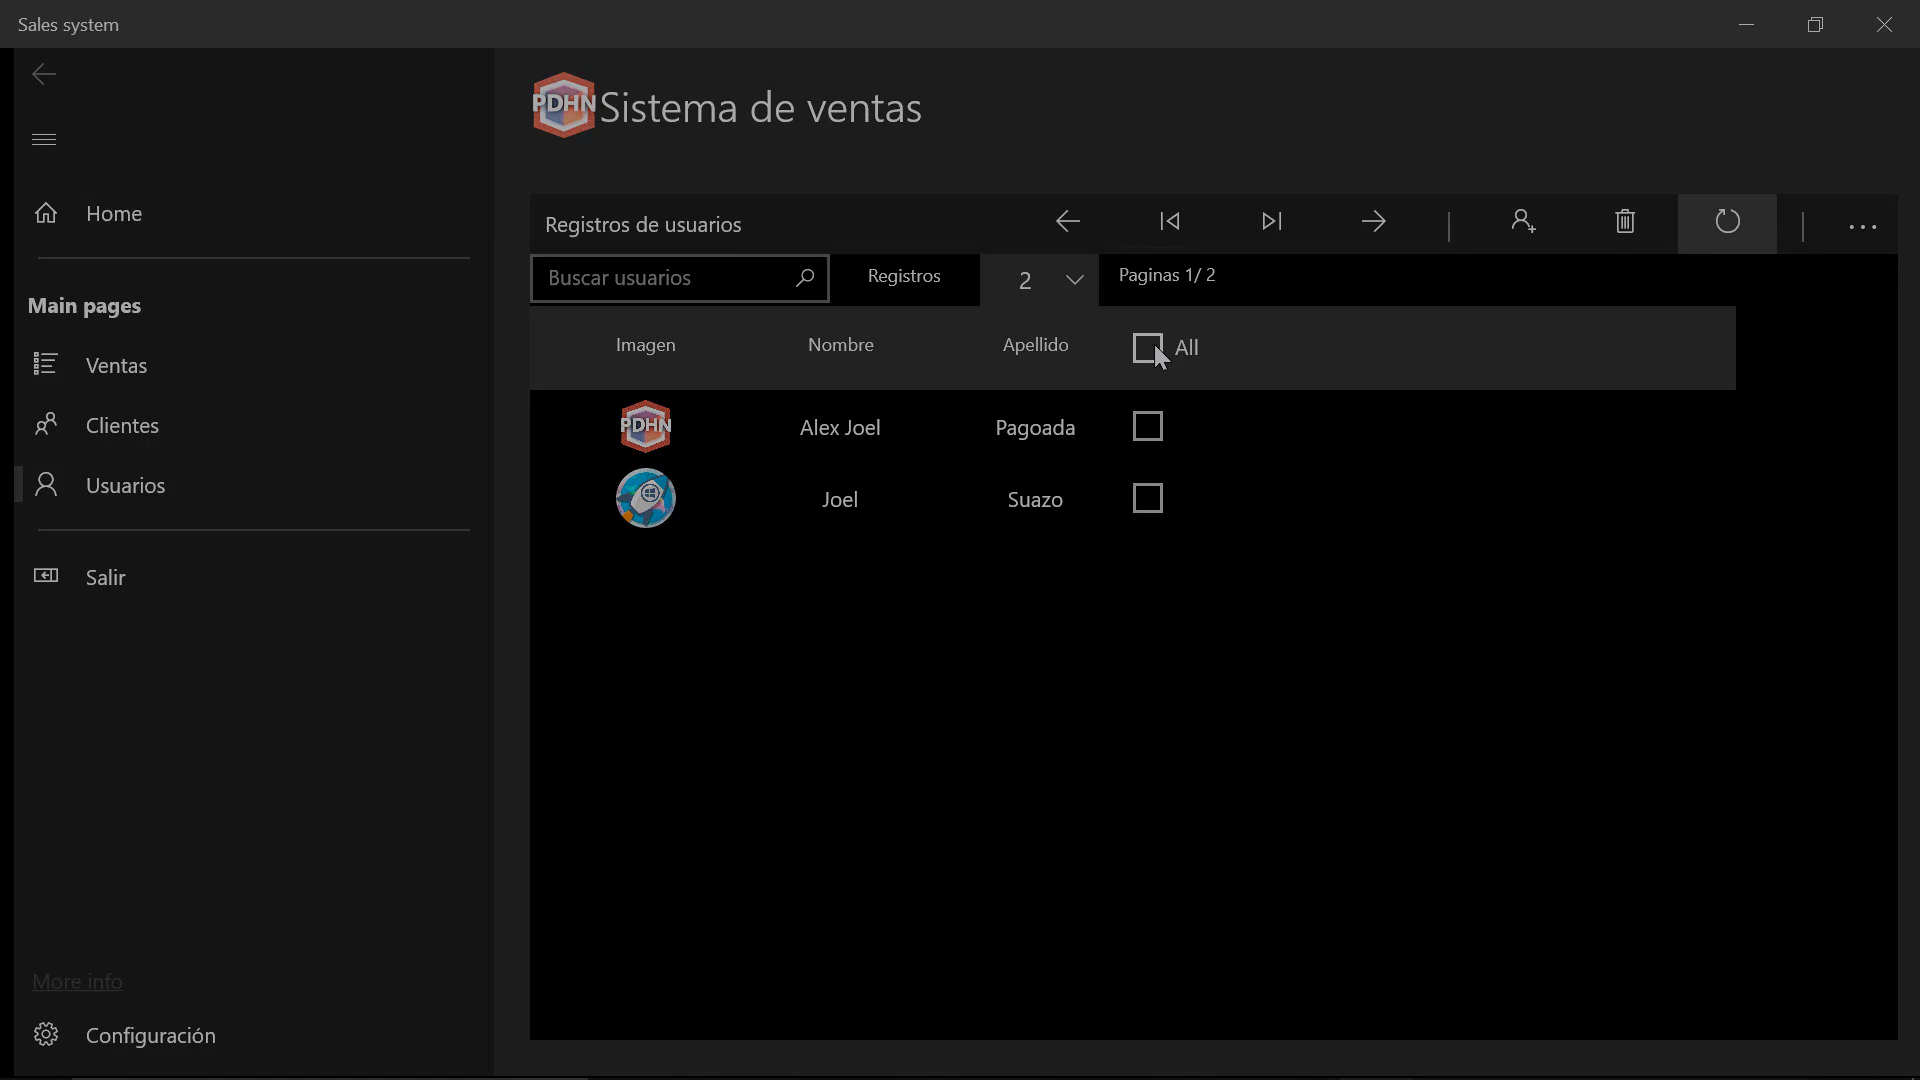 Sales system
PDHN Sistema de ventas
Home
Main pages
Ventas
Clientes
Usuarios
Salir
More info
Configuración
Registros de usuarios
Buscar usuarios
Registros
2
Paginas 1/ 2
Imagen Nombre Apellido All
PDHN Alex Joel Pagoada
Joel Suazo